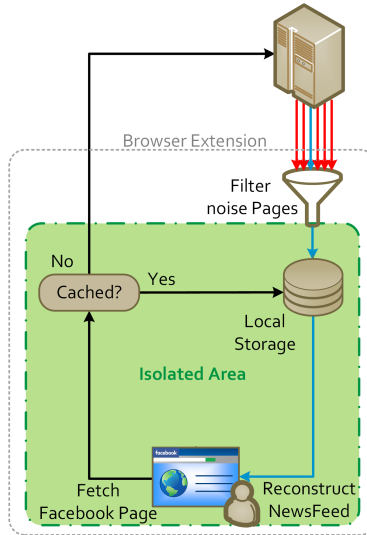 Browser Extension
Filter
noise Pages
No
Cached?
Yes
Local
Storage
Isolated Area
facebook
Fetch
Facebook Page
Reconstruct
NewsFeed